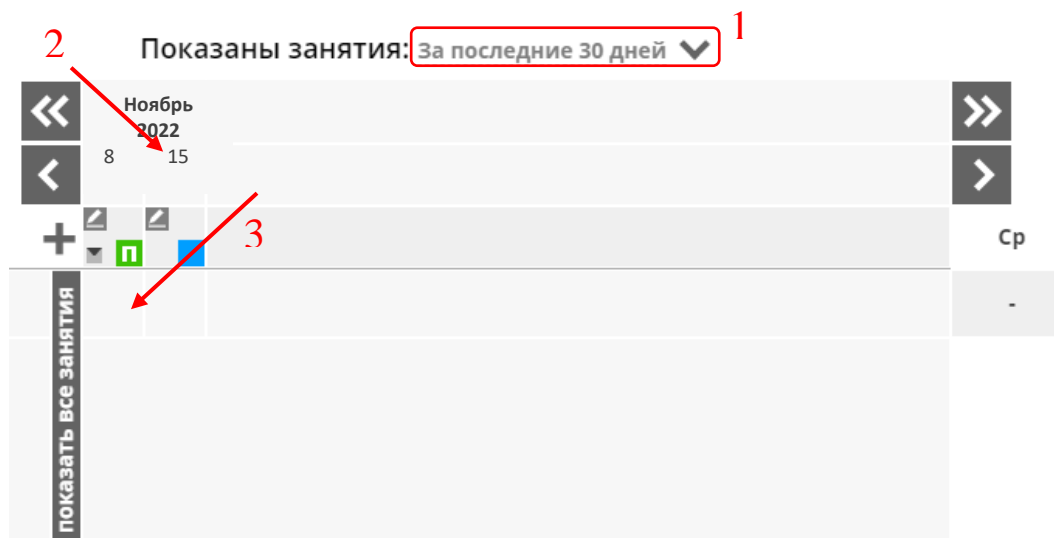 1
2
Показаны занятия: За последние 30 дней
Ноябрь
2022
8 15
3
П
Ср
-
показать все занятия